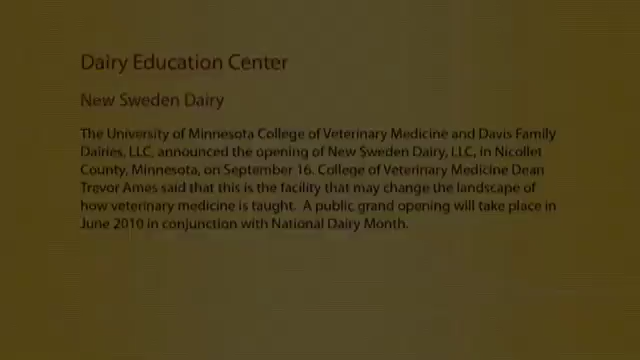 Dairy Education Center
New Sweden Dairy
The University of Minnesota College of Veterinary Medicine and Davis Family
Dairies, LLC, announced the opening of New Sweden Dairy, LLC, in Nicollet
County, Minnesota, on September 16. College of Veterinary Medicine Dean
Trevor Ames said that this is the facility that may change the landscape of
how veterinary medicine is taught.  A public grand opening will take place in
June 2010 in conjunction with National Dairy Month.